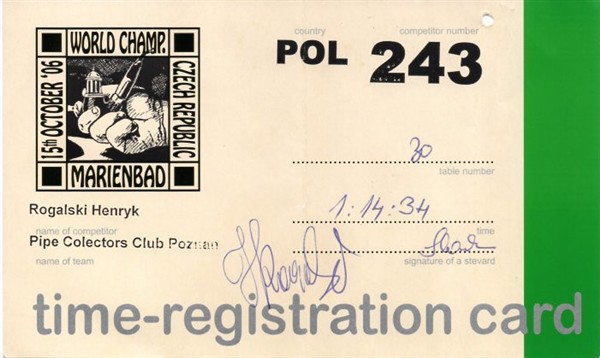 WORLD CHAMP.
15th OCTOBER '06
CZECH REPUBLIC
MARIENBAD
country
competitor number
POL 243
30
table number
Rogalski Henryk
1:14:34
name of competitor
time
Pipe Colectors Club Poznan
name of team
signature of a stevard
time-registration card